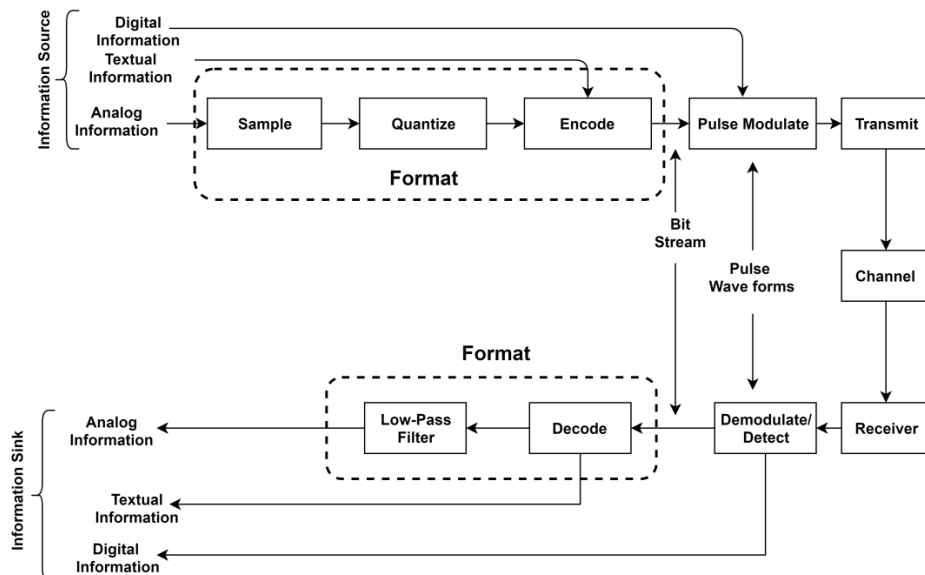 Information Source
Digital
Information
Textual
Information
Analog
Information
Sample
Quantize
Encode
Pulse Modulate
Transmit
Format
Bit
Stream
Pulse
Wave forms
Channel
Format
Information Sink
Analog
Information
Low-Pass
Filter
Decode
Demodulate/
Detect
Receiver
Textual
Information
Digital
Information